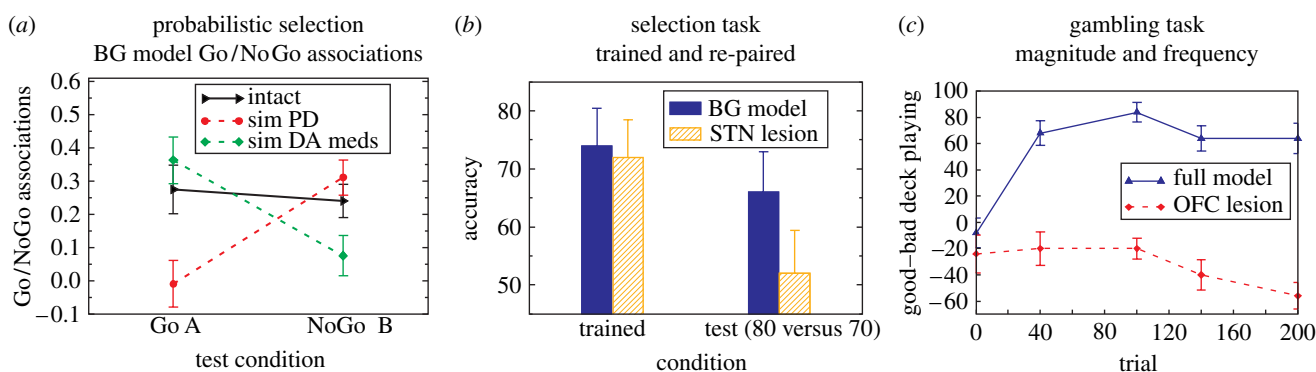 (a) probabilistic selection
BG model Go/NoGo associations
0.6
0.5
0.4
0.3
0.2
0.1
0.0
−0.1
Go/NoGo associations
intact
sim PD
sim DA meds
Go A
NoGo B
test condition
(b) selection task
trained and re-paired
80
70
60
50
accuracy
BG model
STN lesion
trained
test (80 versus 70)
condition
(c) gambling task
magnitude and frequency
100
80
60
40
20
0
−20
−40
−60
good–bad deck playing
full model
OFC lesion
0
40
80
120
160
200
trial